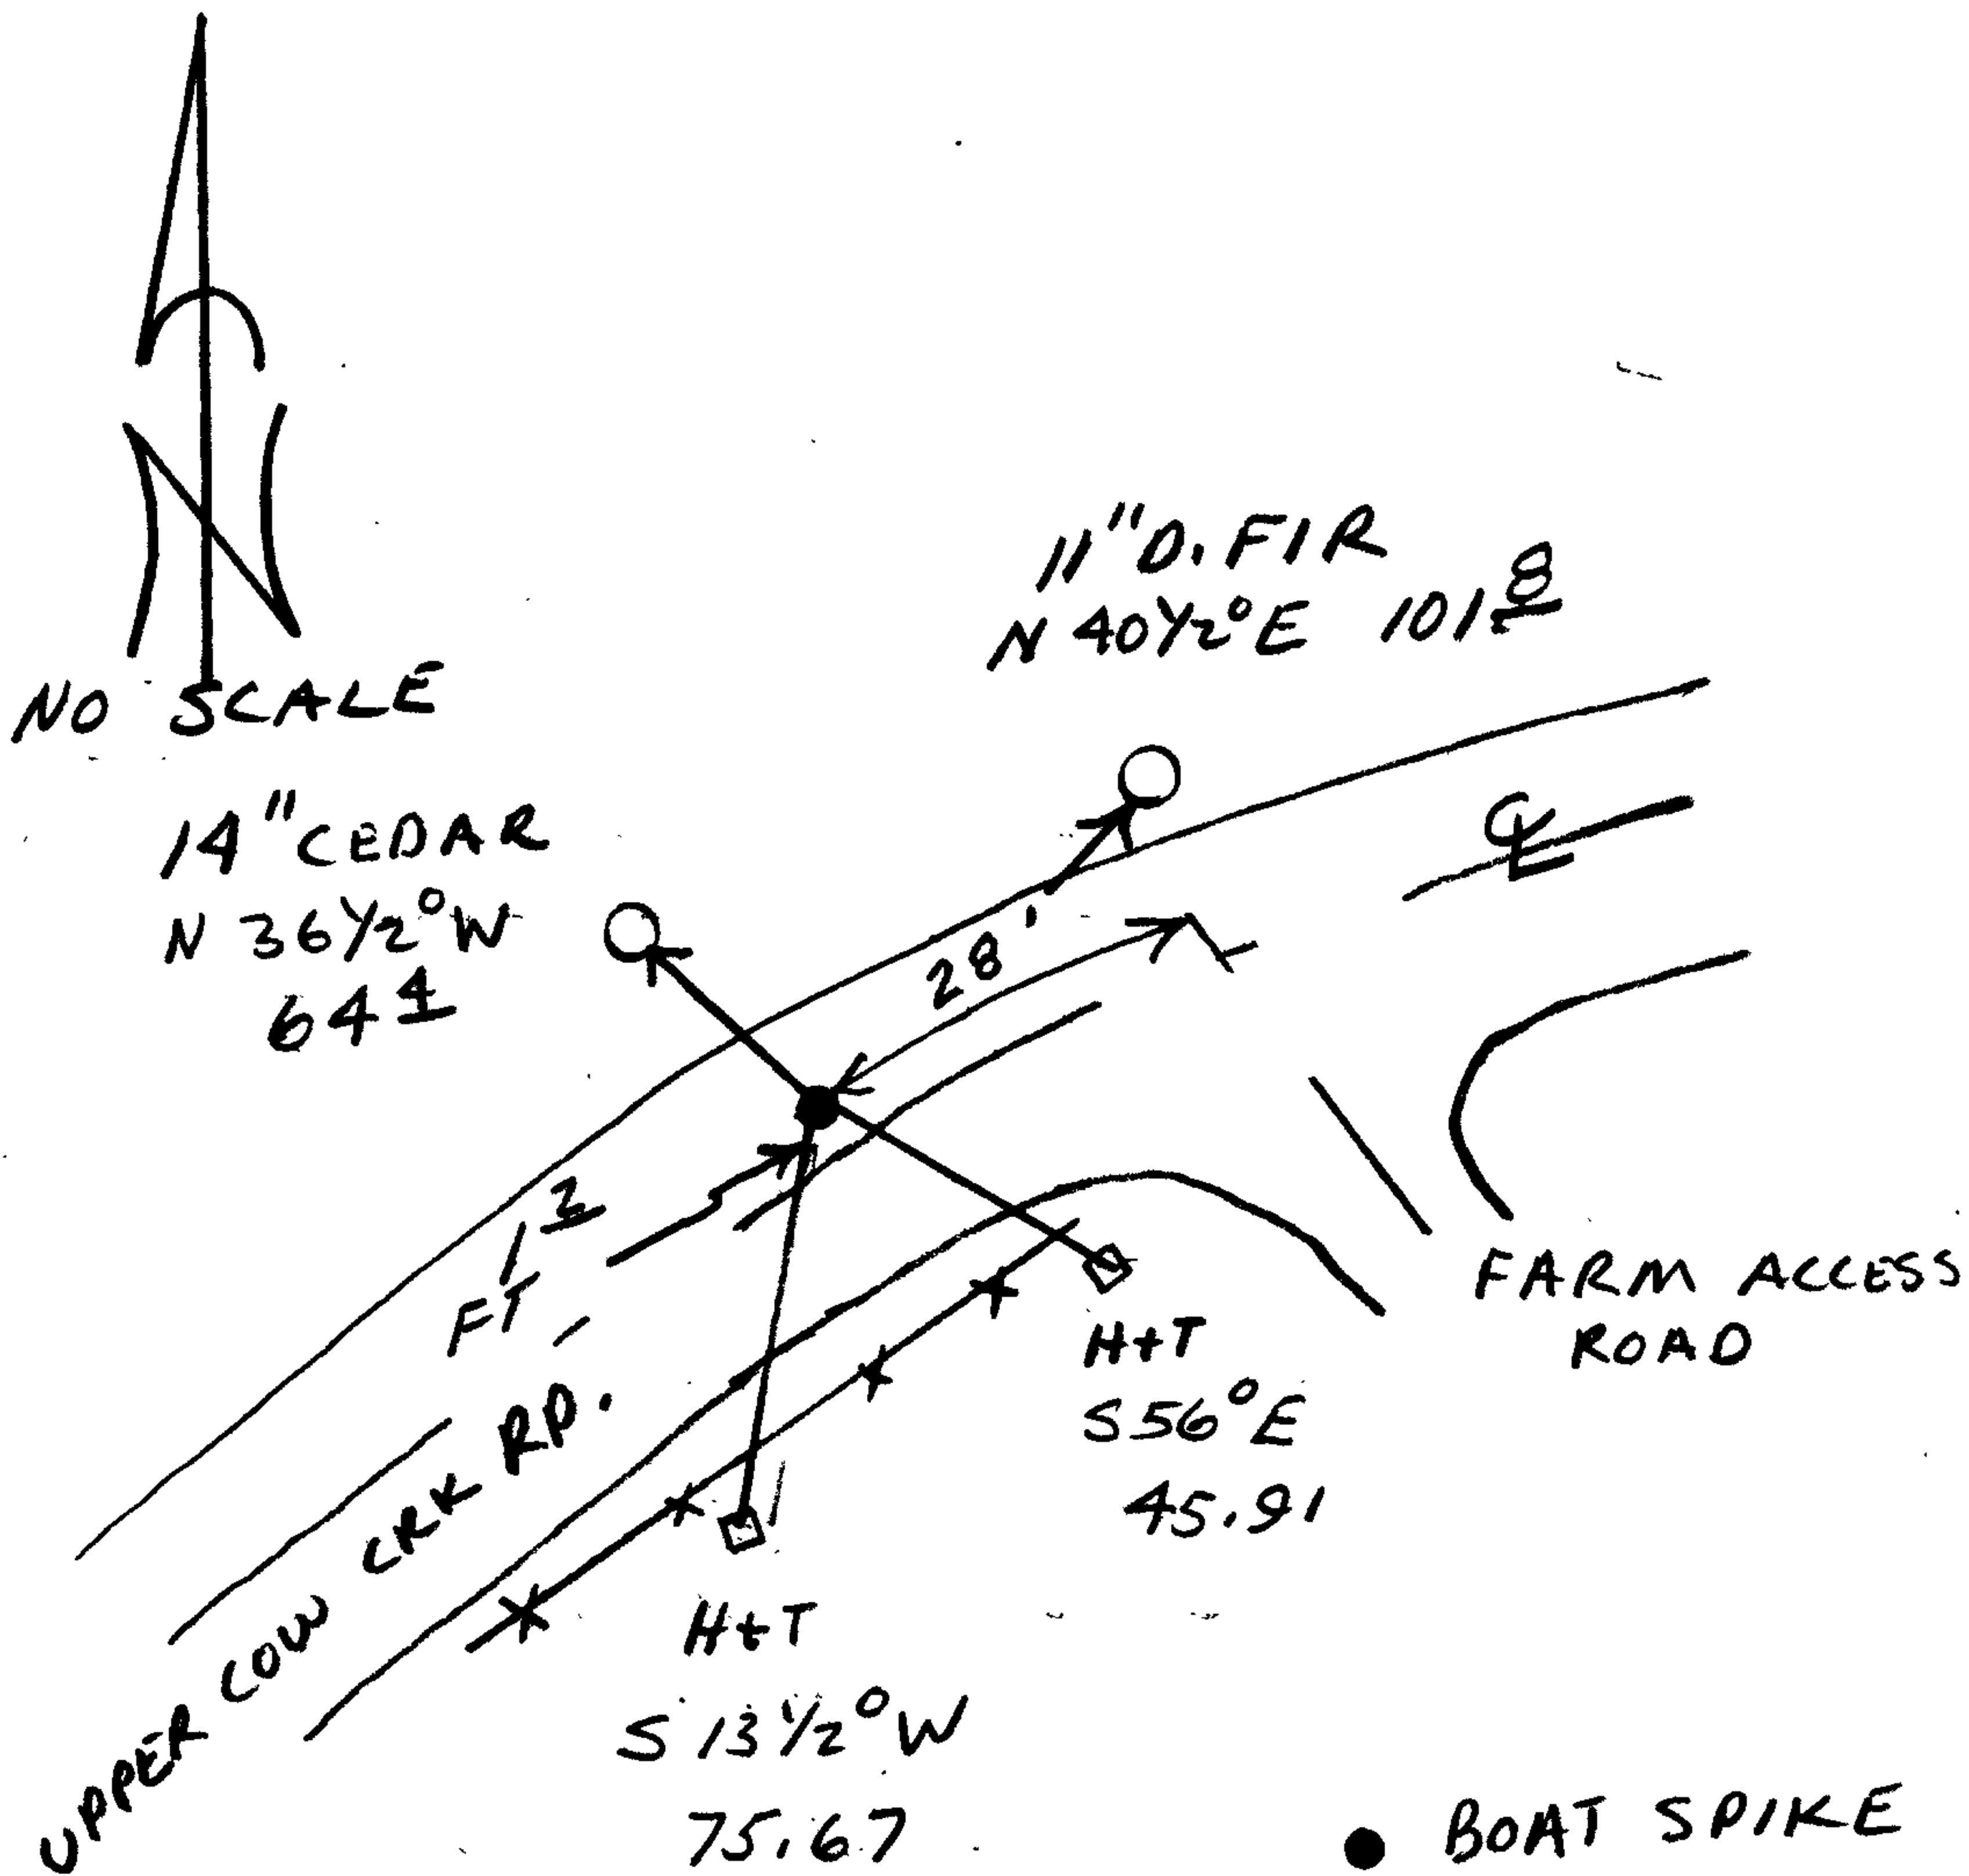 N
NO SCALE
11" D. FIR
N 40½° E 101<u>8</u>
14" CEDAR
N 36½° W
64<u>4</u>
℄
28'
FT 1<u>2</u>
FARM ACCESS
ROAD
H+T
S 56° E
45.91
UPPER COW CRK RD.
H+T
S 13½° W
75.67
BOAT SPIKE